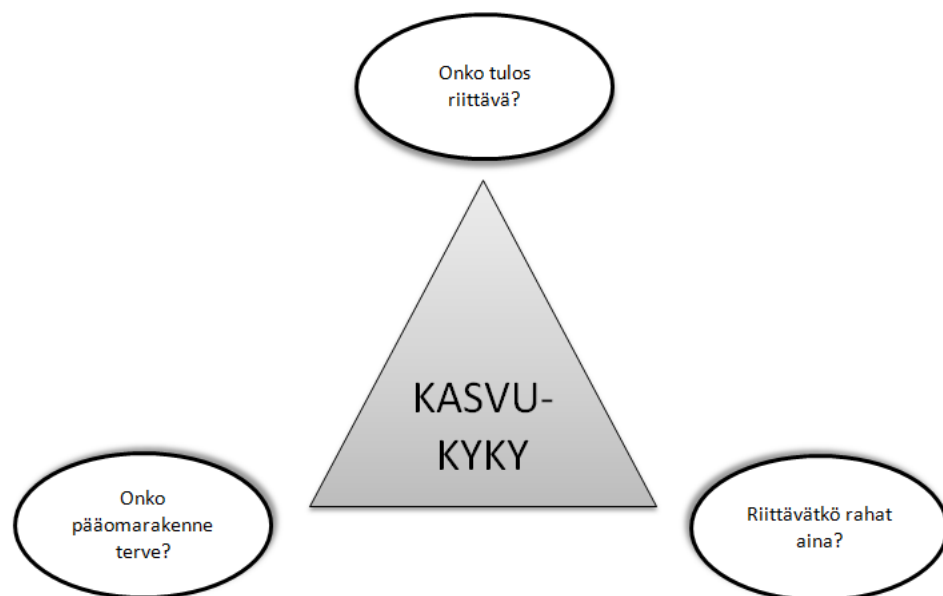 Onko tulos
riittävä?
KASVU-
KYKY
Onko
pääomarakenne
terve?
Riittävätkö rahat
aina?